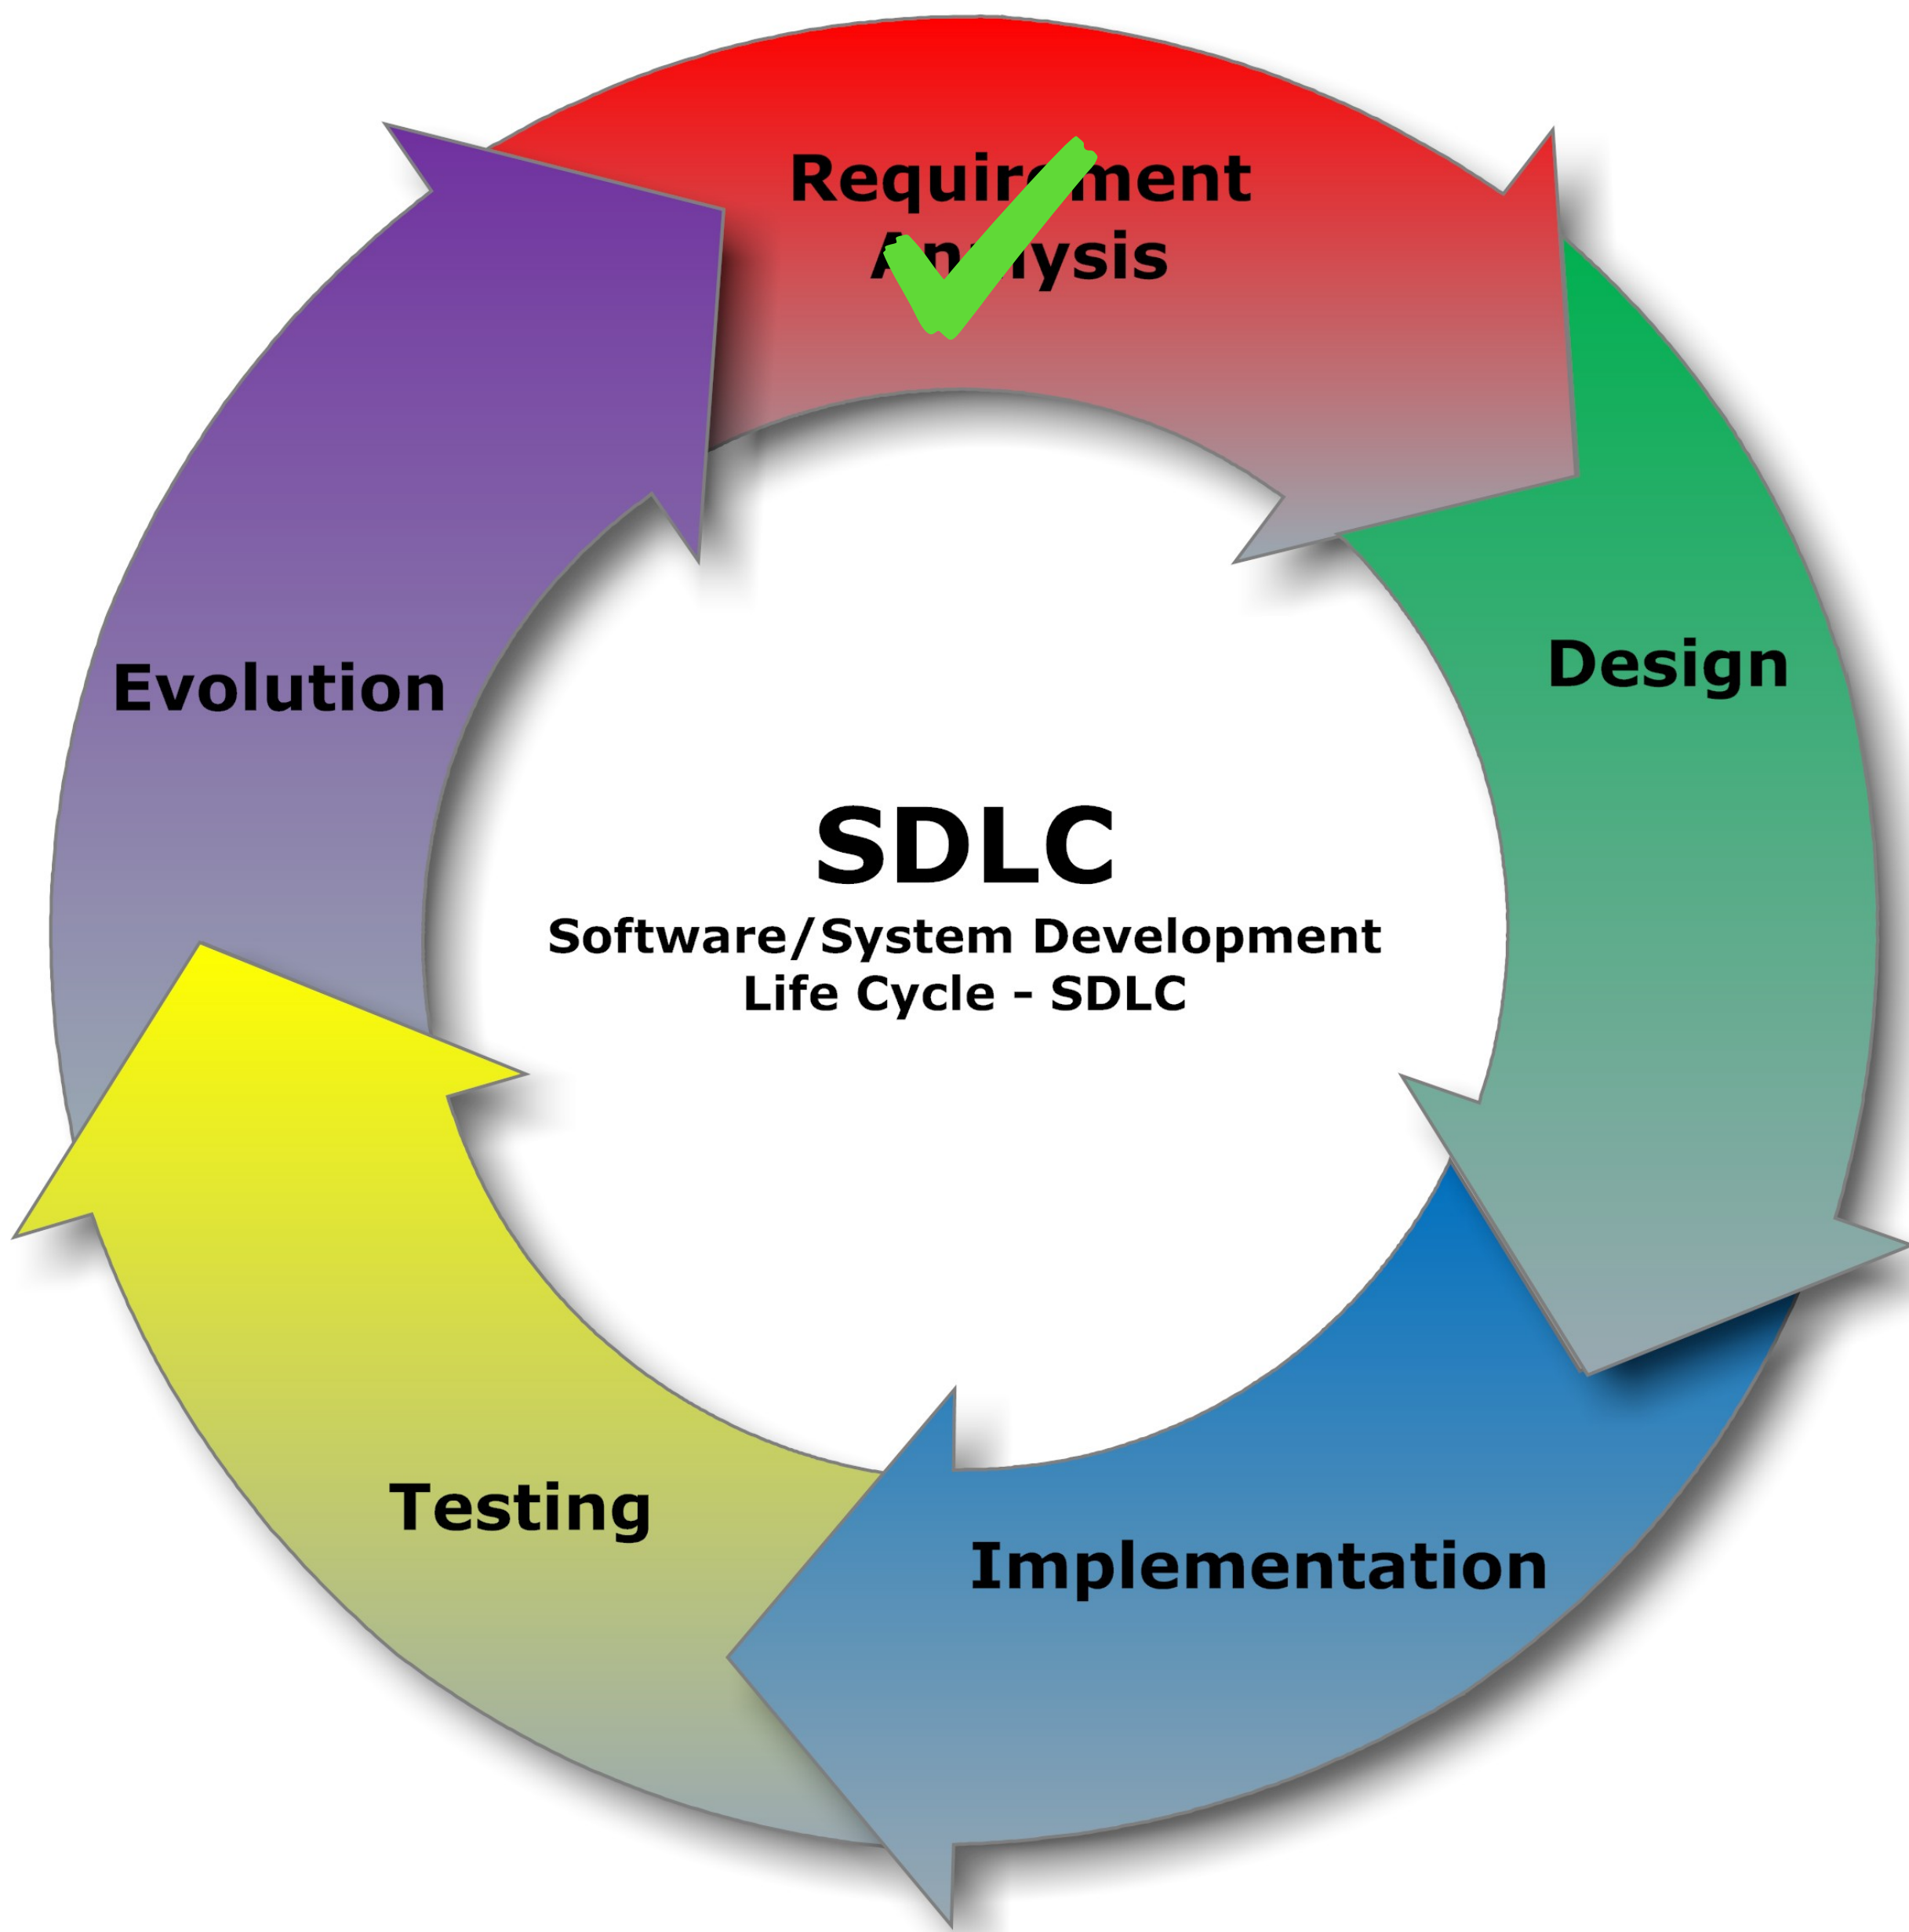 Requirement
Analysis
Design
Implementation
Testing
Evolution
SDLC
Software/System Development
Life Cycle - SDLC